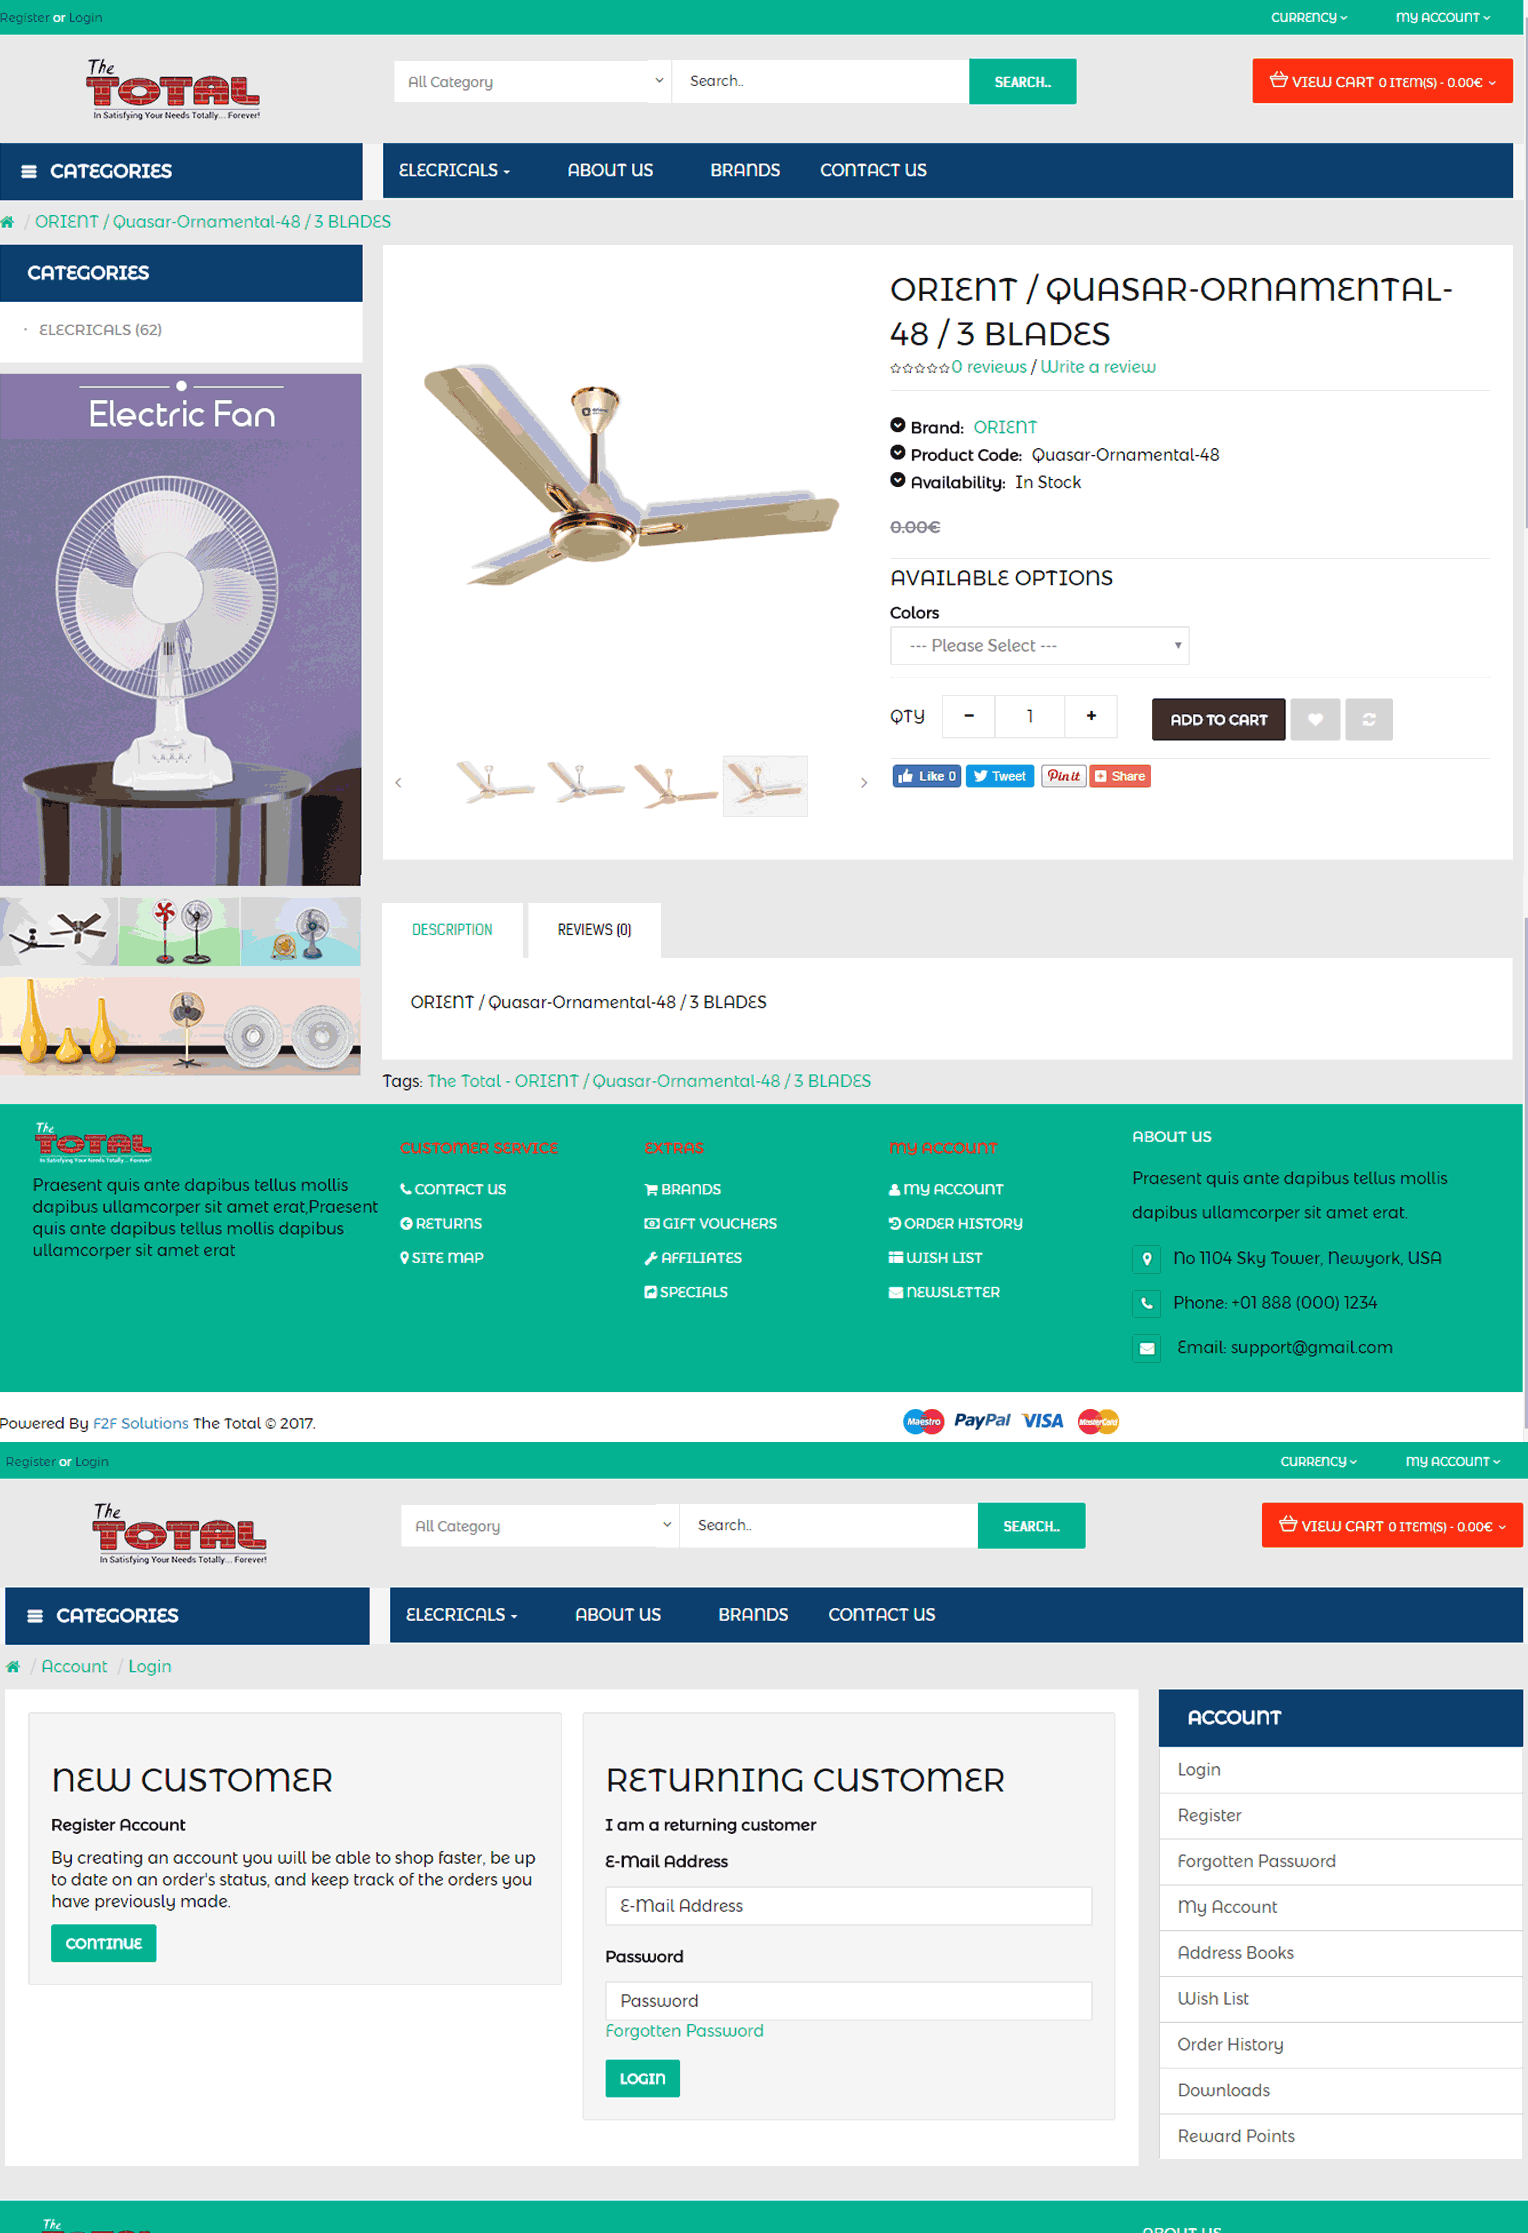 Register or Login
CURRENCY
MY ACCOUNT
The
TOTAL
In Satisfying Your Needs Totally... Forever!
All Category
Search..
SEARCH..
VIEW CART 0 ITEM(S) - 0.00€
CATEGORIES
ELECRICALS
ABOUT US
BRANDS
CONTACT US
/ ORIENT / Quasar-Ornamental-48 / 3 BLADES
CATEGORIES
ELECRICALS (62)
Electric Fan
ORIENT / QUASAR-ORNAMENTAL-
48 / 3 BLADES
0 reviews / Write a review
Brand: ORIENT
Product Code: Quasar-Ornamental-48
Availability: In Stock
0.00€
AVAILABLE OPTIONS
Colors
--- Please Select ---
QTY
-
1
+
ADD TO CART
Like 0
Tweet
Pin it
Share
DESCRIPTION
REVIEWS (0)
ORIENT / Quasar-Ornamental-48 / 3 BLADES
Tags: The Total - ORIENT / Quasar-Ornamental-48 / 3 BLADES
The
TOTAL
In Satisfying Your Needs Totally... Forever!
Praesent quis ante dapibus tellus mollis
dapibus ullamcorper sit amet erat,Praesent
quis ante dapibus tellus mollis dapibus
ullamcorper sit amet erat
CUSTOMER SERVICE
CONTACT US
RETURNS
SITE MAP
EXTRAS
BRANDS
GIFT VOUCHERS
AFFILIATES
SPECIALS
MY ACCOUNT
MY ACCOUNT
ORDER HISTORY
WISH LIST
NEWSLETTER
ABOUT US
Praesent quis ante dapibus tellus mollis
dapibus ullamcorper sit amet erat.
No 1104 Sky Tower, Newyork, USA
Phone: +01 888 (000) 1234
Email: support@gmail.com
Powered By F2F Solutions The Total © 2017.
Maestro
PayPal
VISA
MasterCard
Register or Login
CURRENCY
MY ACCOUNT
The
TOTAL
In Satisfying Your Needs Totally... Forever!
All Category
Search..
SEARCH..
VIEW CART 0 ITEM(S) - 0.00€
CATEGORIES
ELECRICALS
ABOUT US
BRANDS
CONTACT US
/ Account / Login
NEW CUSTOMER
Register Account
By creating an account you will be able to shop faster, be up
to date on an order's status, and keep track of the orders you
have previously made.
CONTINUE
RETURNING CUSTOMER
I am a returning customer
E-Mail Address
E-Mail Address
Password
Password
Forgotten Password
LOGIN
ACCOUNT
Login
Register
Forgotten Password
My Account
Address Books
Wish List
Order History
Downloads
Reward Points
The
TOTAL
ABOUT US